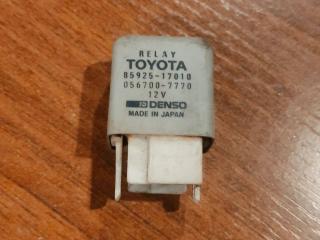 RELAY
TOYOTA
85925-17010
056700-7770
12V
DENSO
MADE IN JAPAN